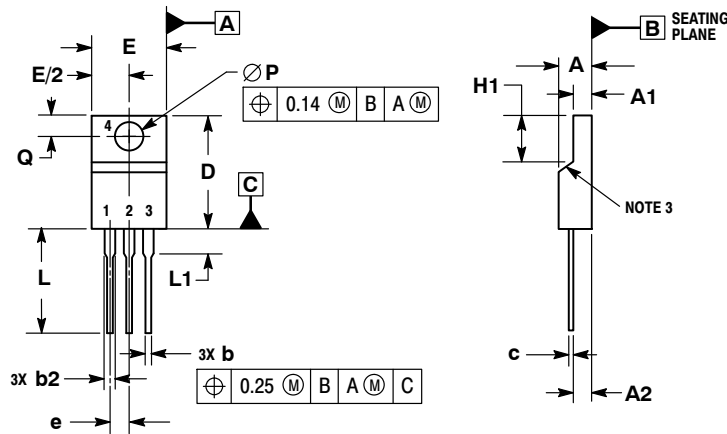 A
B SEATING PLANE
E
E/2
Ø P
⌖ 0.14 Ⓜ B A Ⓜ
A
H1
A1
4
Q
D
C
1 2 3
NOTE 3
L
L1
3X b
c
3X b2
⌖ 0.25 Ⓜ B A Ⓜ C
A2
e